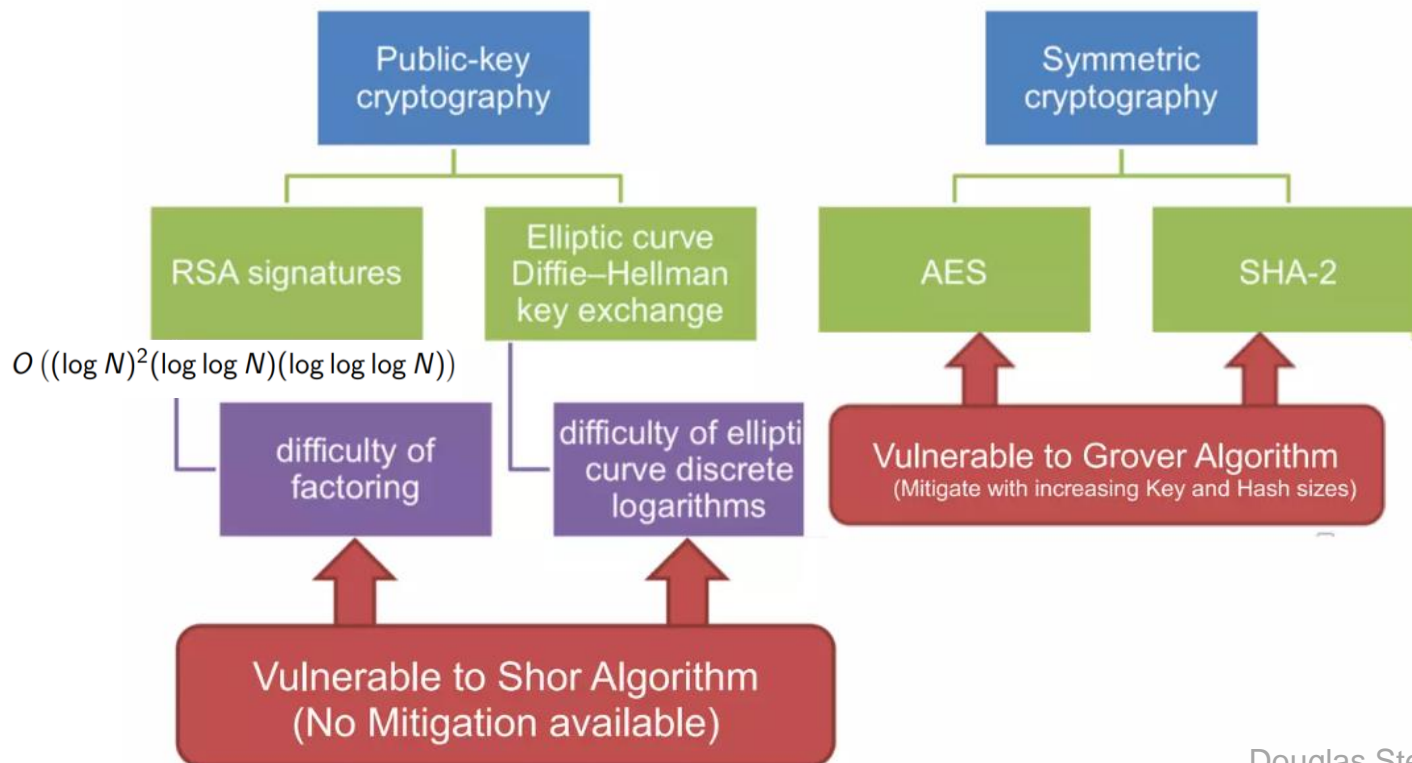 Public-key
cryptography
Symmetric
cryptography
RSA signatures
Elliptic curve
Diffie–Hellman
key exchange
AES
SHA-2
O ((log N)²(log log N)(log log log N))
difficulty of
factoring
difficulty of ellipti
curve discrete
logarithms
Vulnerable to Grover Algorithm
(Mitigate with increasing Key and Hash sizes)
Vulnerable to Shor Algorithm
(No Mitigation available)
Douglas Ste